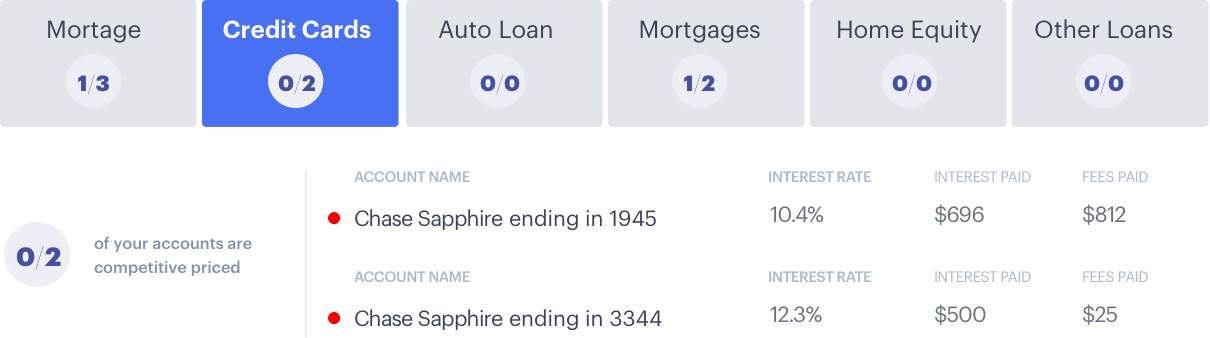 Mortage Credit Cards Auto Loan Mortgages Home Equity Other Loans
1/3 0/2 0/0 1/2 0/0 0/0
ACCOUNT NAME INTEREST RATE INTEREST PAID FEES PAID
Chase Sapphire ending in 1945 10.4% $696 $812
0/2 of your accounts are
competitive priced
ACCOUNT NAME INTEREST RATE INTEREST PAID FEES PAID
Chase Sapphire ending in 3344 12.3% $500 $25